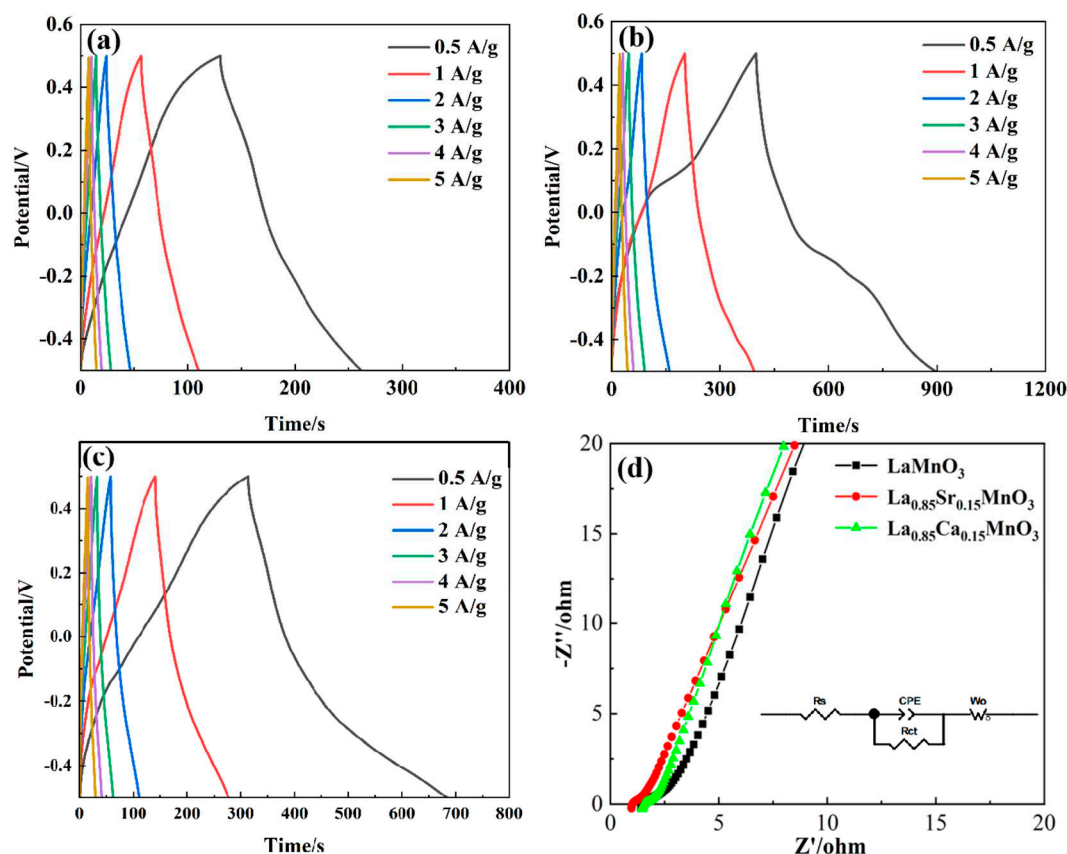 (a)
0.6
0.4
0.2
0.0
-0.2
-0.4
Potential/V
0.5 A/g
1 A/g
2 A/g
3 A/g
4 A/g
5 A/g
0 100 200 300 400
Time/s
(b)
0.6
0.4
0.2
0.0
-0.2
-0.4
Potential/V
0.5 A/g
1 A/g
2 A/g
3 A/g
4 A/g
5 A/g
0 300 600 900 1200
Time/s
(c)
0.4
0.2
0.0
-0.2
-0.4
Potential/V
0.5 A/g
1 A/g
2 A/g
3 A/g
4 A/g
5 A/g
0 100 200 300 400 500 600 700 800
Time/s
(d)
20
15
10
5
0
-Z''/ohm
LaMnO₃
La₀.₈₅Sr₀.₁₅MnO₃
La₀.₈₅Ca₀.₁₅MnO₃
Rs CPE Wo
Rct
0 5 10 15 20
Z'/ohm